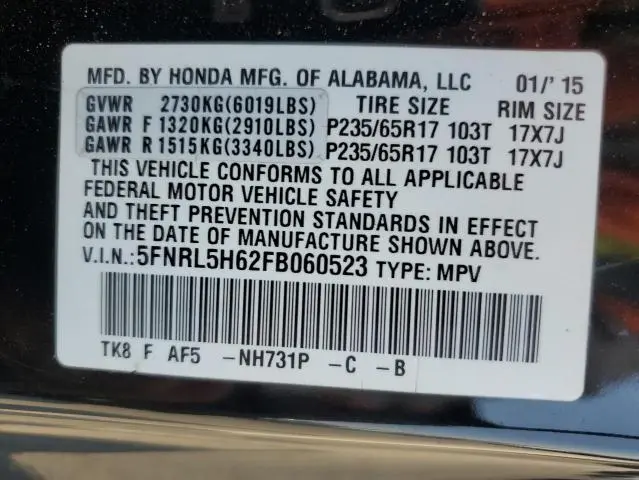 MFD. BY HONDA MFG. OF ALABAMA, LLC 01/' 15
GVWR 2730KG(6019LBS) TIRE SIZE RIM SIZE
GAWR F 1320KG(2910LBS) P235/65R17 103T 17X7J
GAWR R 1515KG(3340LBS) P235/65R17 103T 17X7J
THIS VEHICLE CONFORMS TO ALL APPLICABLE
FEDERAL MOTOR VEHICLE SAFETY
AND THEFT PREVENTION STANDARDS IN EFFECT
ON THE DATE OF MANUFACTURE SHOWN ABOVE.
V.I.N.:5FNRL5H62FB060523 TYPE: MPV
TK8 F AF5 -NH731P -C -B